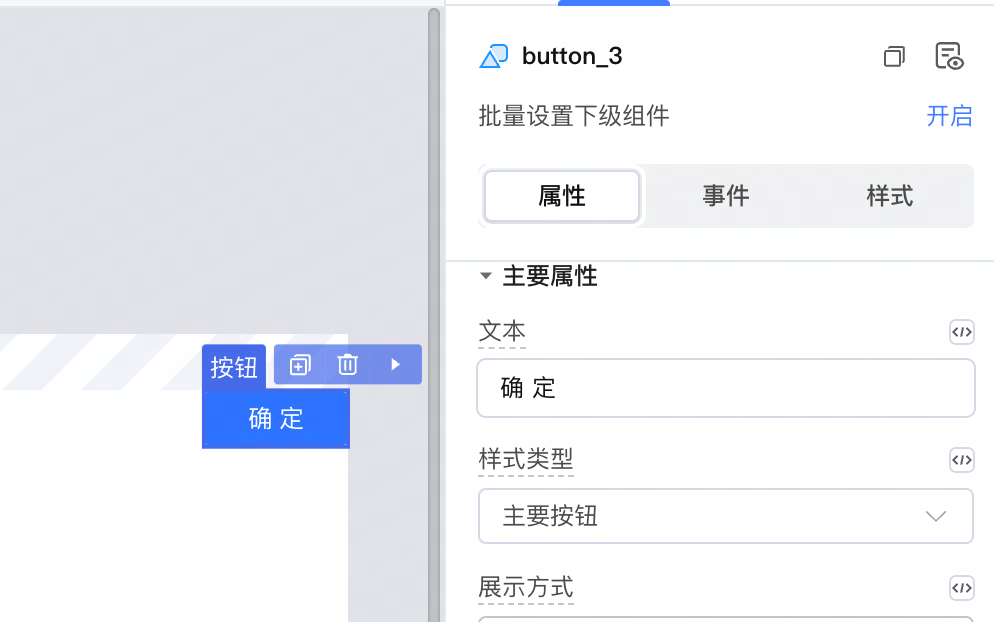 button_3
批量设置下级组件
开启
属性
事件
样式
主要属性
文本
确 定
样式类型
主要按钮
展示方式
按钮
确 定